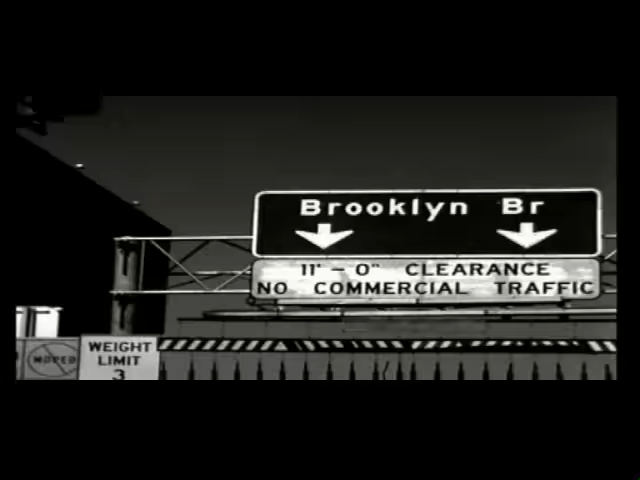 Brooklyn Br
11'-0" CLEARANCE
NO COMMERCIAL TRAFFIC
WEIGHT
LIMIT
3
MOPED